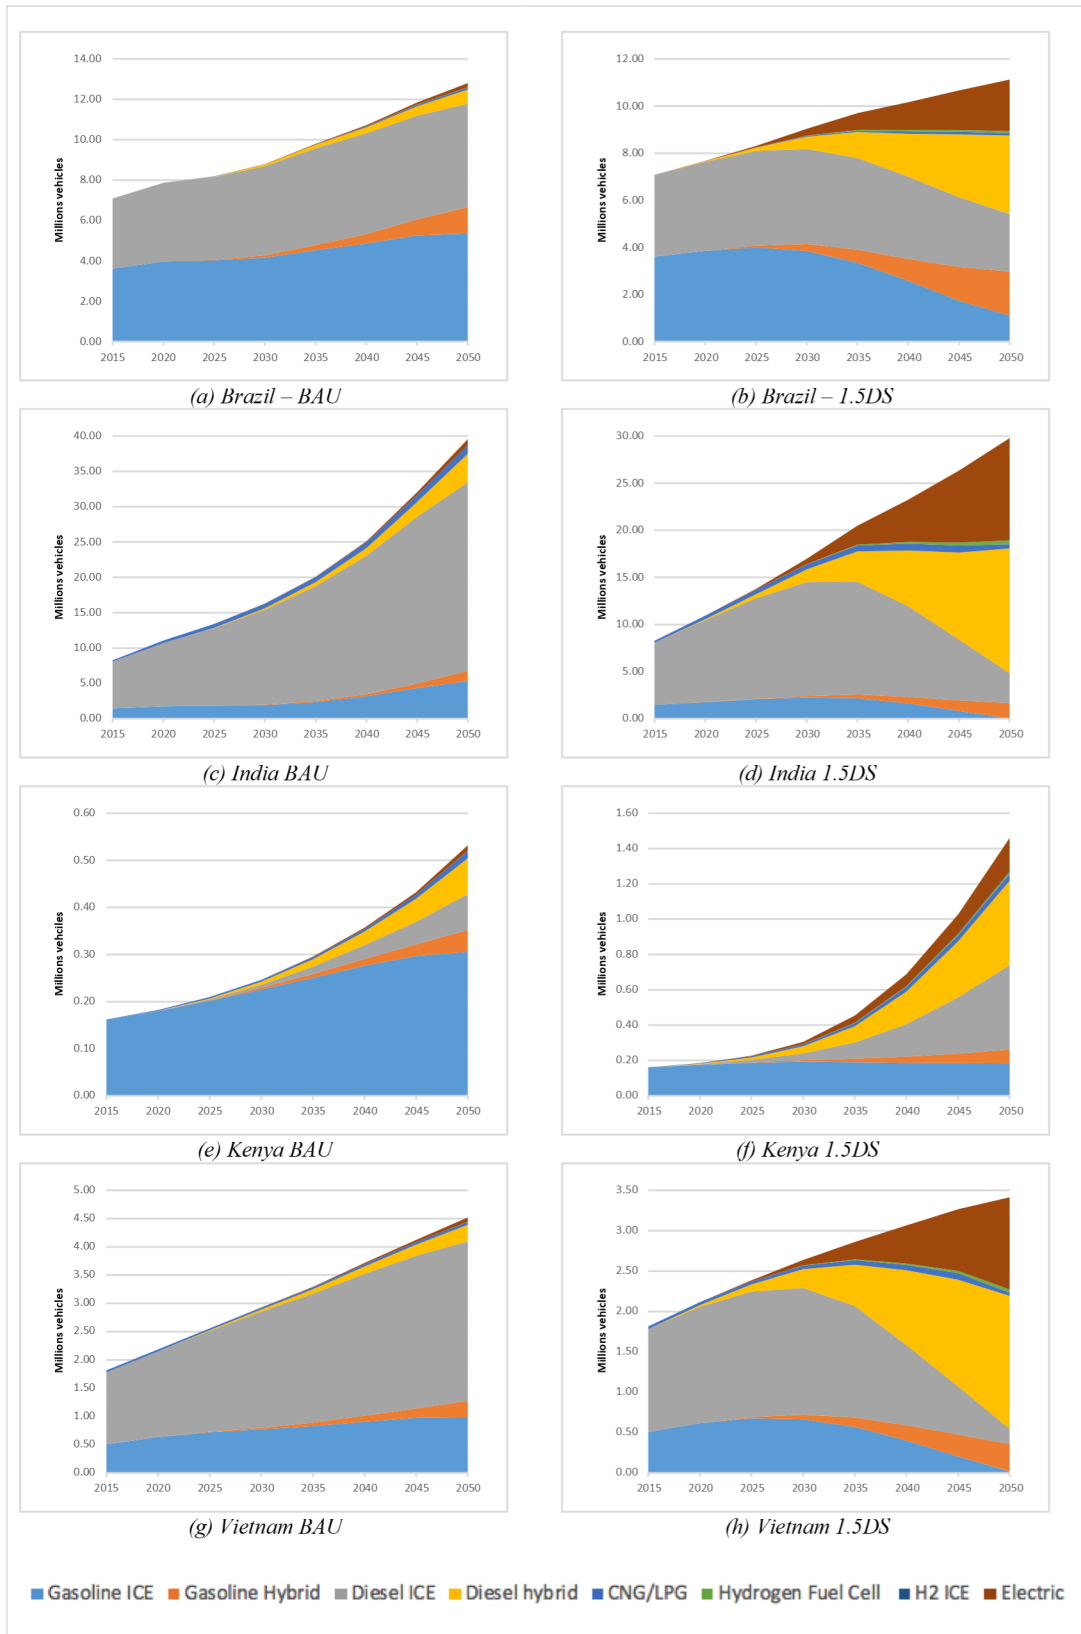 14.00
12.00
10.00
8.00
6.00
4.00
2.00
0.00
Millions vehicles
2015 2020 2025 2030 2035 2040 2045 2050
(a) Brazil – BAU
12.00
10.00
8.00
6.00
4.00
2.00
0.00
Millions vehicles
2015 2020 2025 2030 2035 2040 2045 2050
(b) Brazil – 1.5DS
40.00
35.00
30.00
25.00
20.00
15.00
10.00
5.00
0.00
Millions vehicles
2015 2020 2025 2030 2035 2040 2045 2050
(c) India BAU
30.00
25.00
20.00
15.00
10.00
5.00
0.00
Millions vehicles
2015 2020 2025 2030 2035 2040 2045 2050
(d) India 1.5DS
0.60
0.50
0.40
0.30
0.20
0.10
0.00
Millions vehciles
2015 2020 2025 2030 2035 2040 2045 2050
(e) Kenya BAU
1.60
1.40
1.20
1.00
0.80
0.60
0.40
0.20
0.00
Millions vehicles
2015 2020 2025 2030 2035 2040 2045 2050
(f) Kenya 1.5DS
5.00
4.50
4.00
3.50
3.00
2.50
2.00
1.50
1.00
0.50
0.00
Millions vehicles
2015 2020 2025 2030 2035 2040 2045 2050
(g) Vietnam BAU
3.50
3.00
2.50
2.00
1.50
1.00
0.50
0.00
Millions vehicles
2015 2020 2025 2030 2035 2040 2045 2050
(h) Vietnam 1.5DS
Gasoline ICE Gasoline Hybrid Diesel ICE Diesel hybrid CNG/LPG Hydrogen Fuel Cell H2 ICE Electric